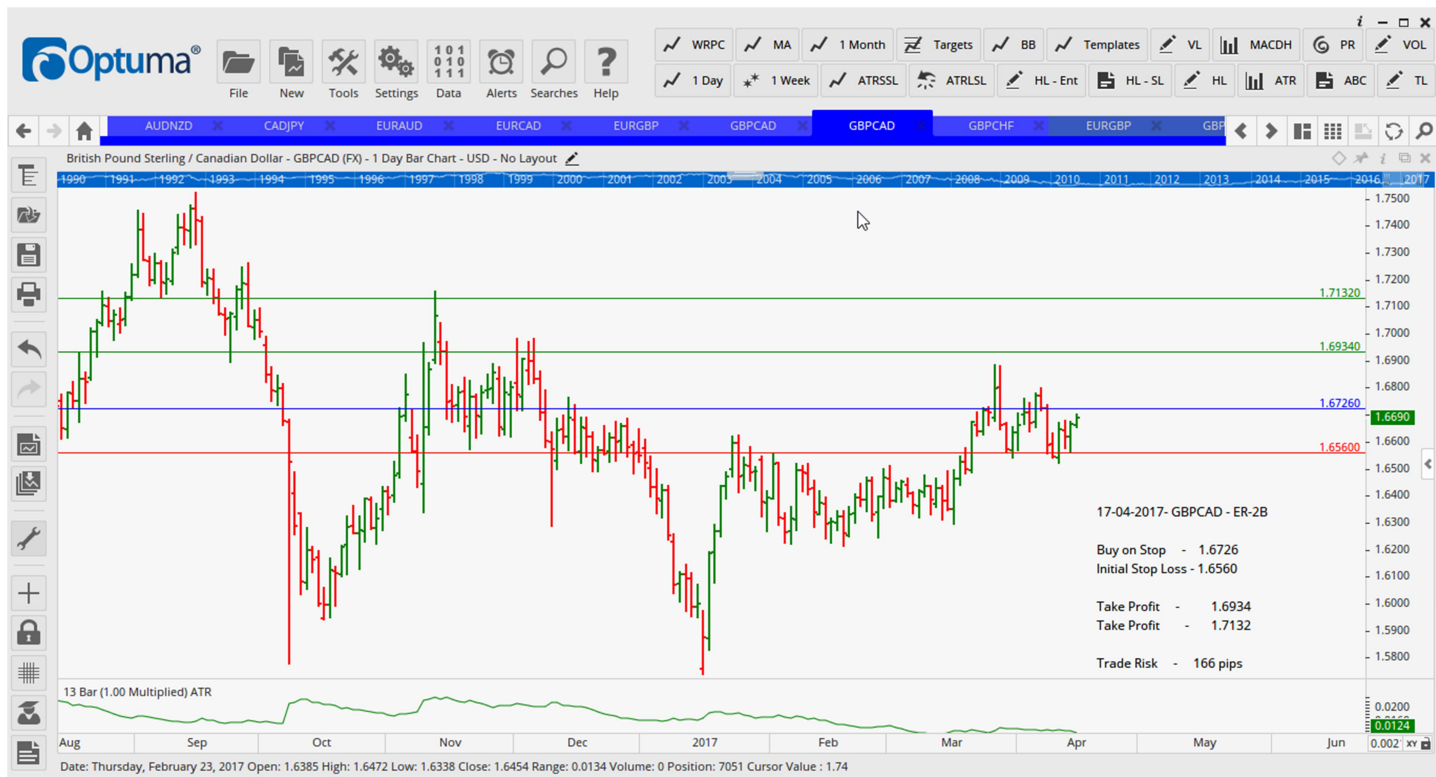 Optuma®
File
New
Tools
Settings
101
010
111
Data
Alerts
Searches
?
Help
WRPC
MA
1 Month
Targets
BB
Templates
VL
MACDH
PR
VOL
1 Day
1 Week
ATRSSL
ATRLSL
HL - Ent
HL - SL
HL
ATR
ABC
TL
AUDNZD
CADJPY
EURAUD
EURCAD
EURGBP
GBPCAD
GBPCAD
GBPCHF
EURGBP
GBP
British Pound Sterling / Canadian Dollar - GBPCAD (FX) - 1 Day Bar Chart - USD - No Layout
1990 1991 1992 1993 1994 1995 1996 1997 1998 1999 2000 2001 2002 2003 2004 2005 2006 2007 2008 2009 2010 2011 2012 2013 2014 2015 2016 2017
1.7500
1.7400
1.7300
1.7200
1.7100
1.7000
1.6900
1.6800
1.6690
1.6600
1.6500
1.6400
1.6300
1.6200
1.6100
1.6000
1.5900
1.5800
1.71320
1.69340
1.67260
1.65600
17-04-2017- GBPCAD - ER-2B
Buy on Stop - 1.6726
Initial Stop Loss - 1.6560
Take Profit - 1.6934
Take Profit - 1.7132
Trade Risk - 166 pips
13 Bar (1.00 Multiplied) ATR
0.0200
0.0124
Aug Sep Oct Nov Dec 2017 Feb Mar Apr May Jun
0.002 XY
Date: Thursday, February 23, 2017 Open: 1.6385 High: 1.6472 Low: 1.6338 Close: 1.6454 Range: 0.0134 Volume: 0 Position: 7051 Cursor Value : 1.74